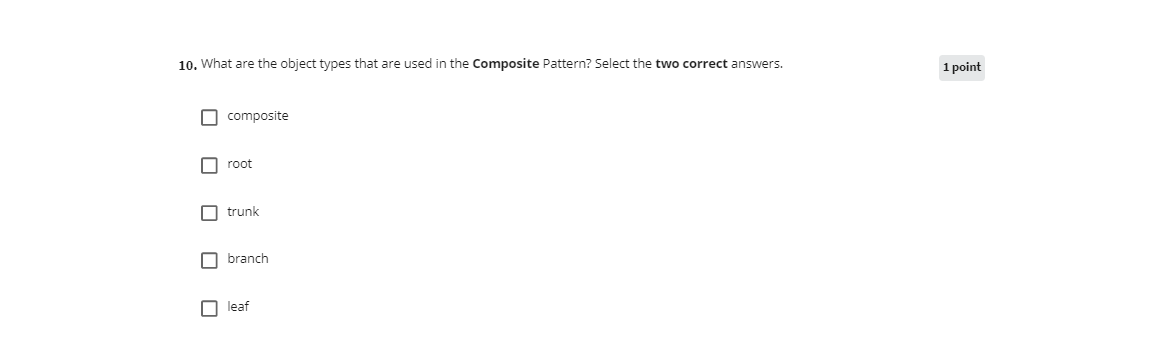 10. What are the object types that are used in the Composite Pattern? Select the two correct answers.
1 point
composite
root
trunk
branch
leaf